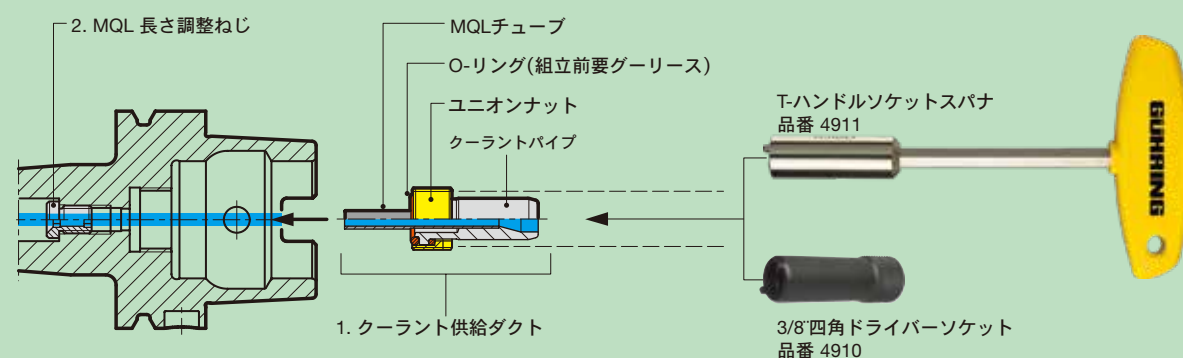 2. MQL 長さ調整ねじ
MQLチューブ
O-リング(組立前要グーリース)
ユニオンナット
クーラントパイプ
T-ハンドルソケットスパナ
品番 4911
GUHRING
1. クーラント供給ダクト
3/8¨四角ドライバーソケット
品番 4910